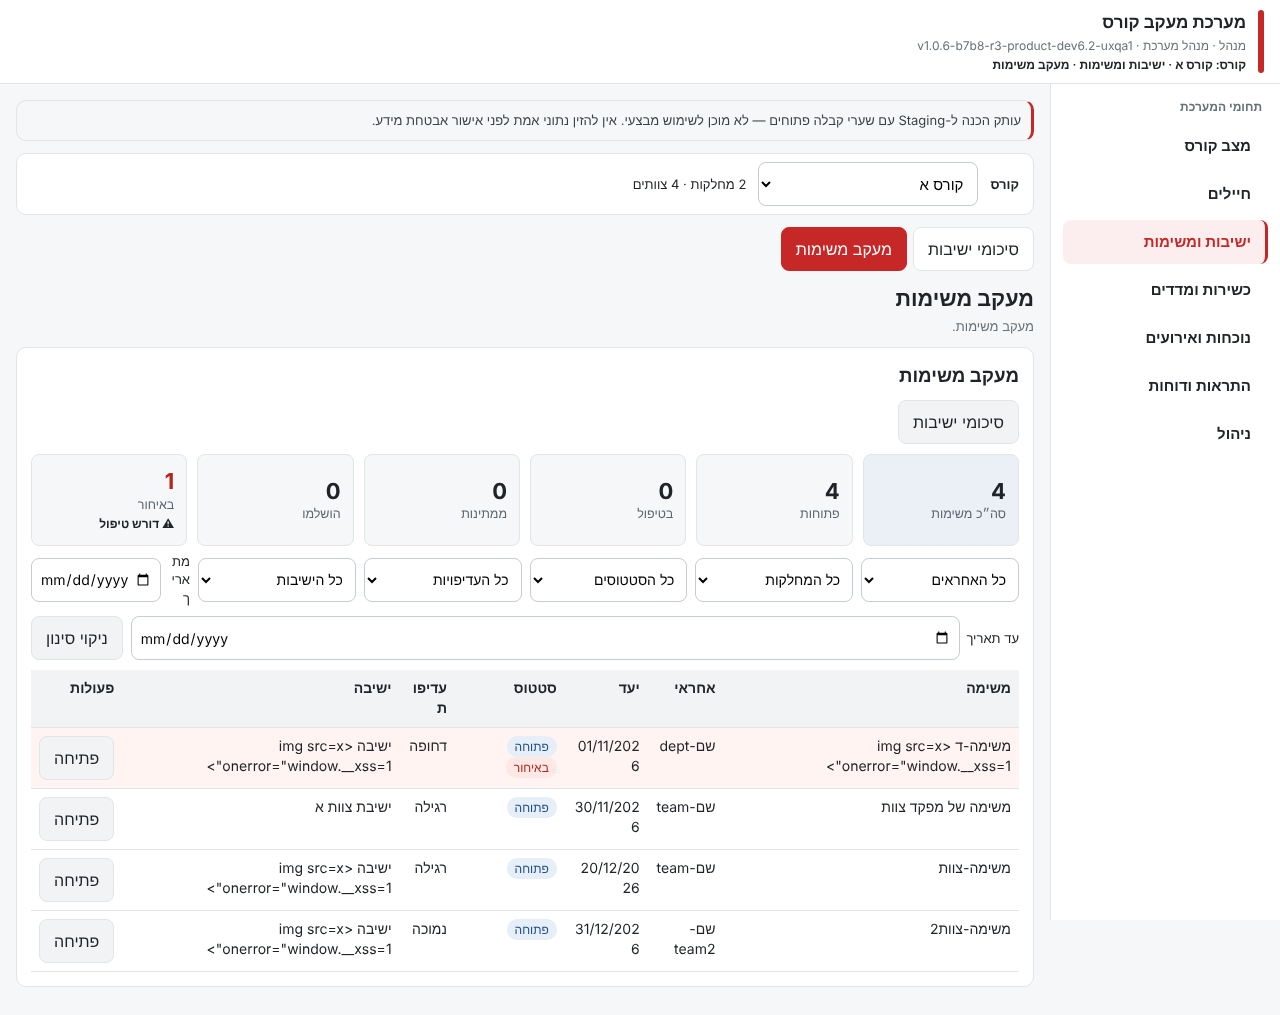 מערכת מעקב קורס
מנהל · מנהל מערכת · v1.0.6-b7b8-r3-product-dev6.2-uxqa1
קורס: קורס א · ישיבות ומשימות · מעקב משימות
תחומי המערכת
מצב קורס
חיילים
ישיבות ומשימות
כשירות ומדדים
נוכחות ואירועים
התראות ודוחות
ניהול
עותק הכנה ל-Staging עם שערי קבלה פתוחים — לא מוכן לשימוש מבצעי. אין להזין נתוני אמת לפני אישור אבטחת מידע.
קורס קורס א 2 מחלקות · 4 צוותים
סיכומי ישיבות מעקב משימות
מעקב משימות
מעקב משימות.
מעקב משימות
סיכומי ישיבות
4 4 0 0 0 1
סה״כ משימות פתוחות בטיפול ממתינות הושלמו באיחור
⚠ דורש טיפול
כל האחראים כל המחלקות כל הסטטוסים כל העדיפויות כל הישיבות מת mm/dd/yyyy
ארי
ך
עד תאריך mm/dd/yyyy ניקוי סינון
משימה אחראי יעד סטטוס עדיפו ישיבה פעולות
ת
משימה-ד <img src=x שם-dept 01/11/202 פתוחה דחופה ישיבה <img src=x פתיחה
onerror="window.__xss=1"> 6 באיחור onerror="window.__xss=1">
משימה של מפקד צוות שם-team 30/11/202 פתוחה רגילה ישיבת צוות א פתיחה
6
משימה-צוות שם-team 20/12/20 פתוחה רגילה ישיבה <img src=x פתיחה
26 onerror="window.__xss=1">
משימה-צוות2 שם- 31/12/202 פתוחה נמוכה ישיבה <img src=x פתיחה
team2 6 onerror="window.__xss=1">